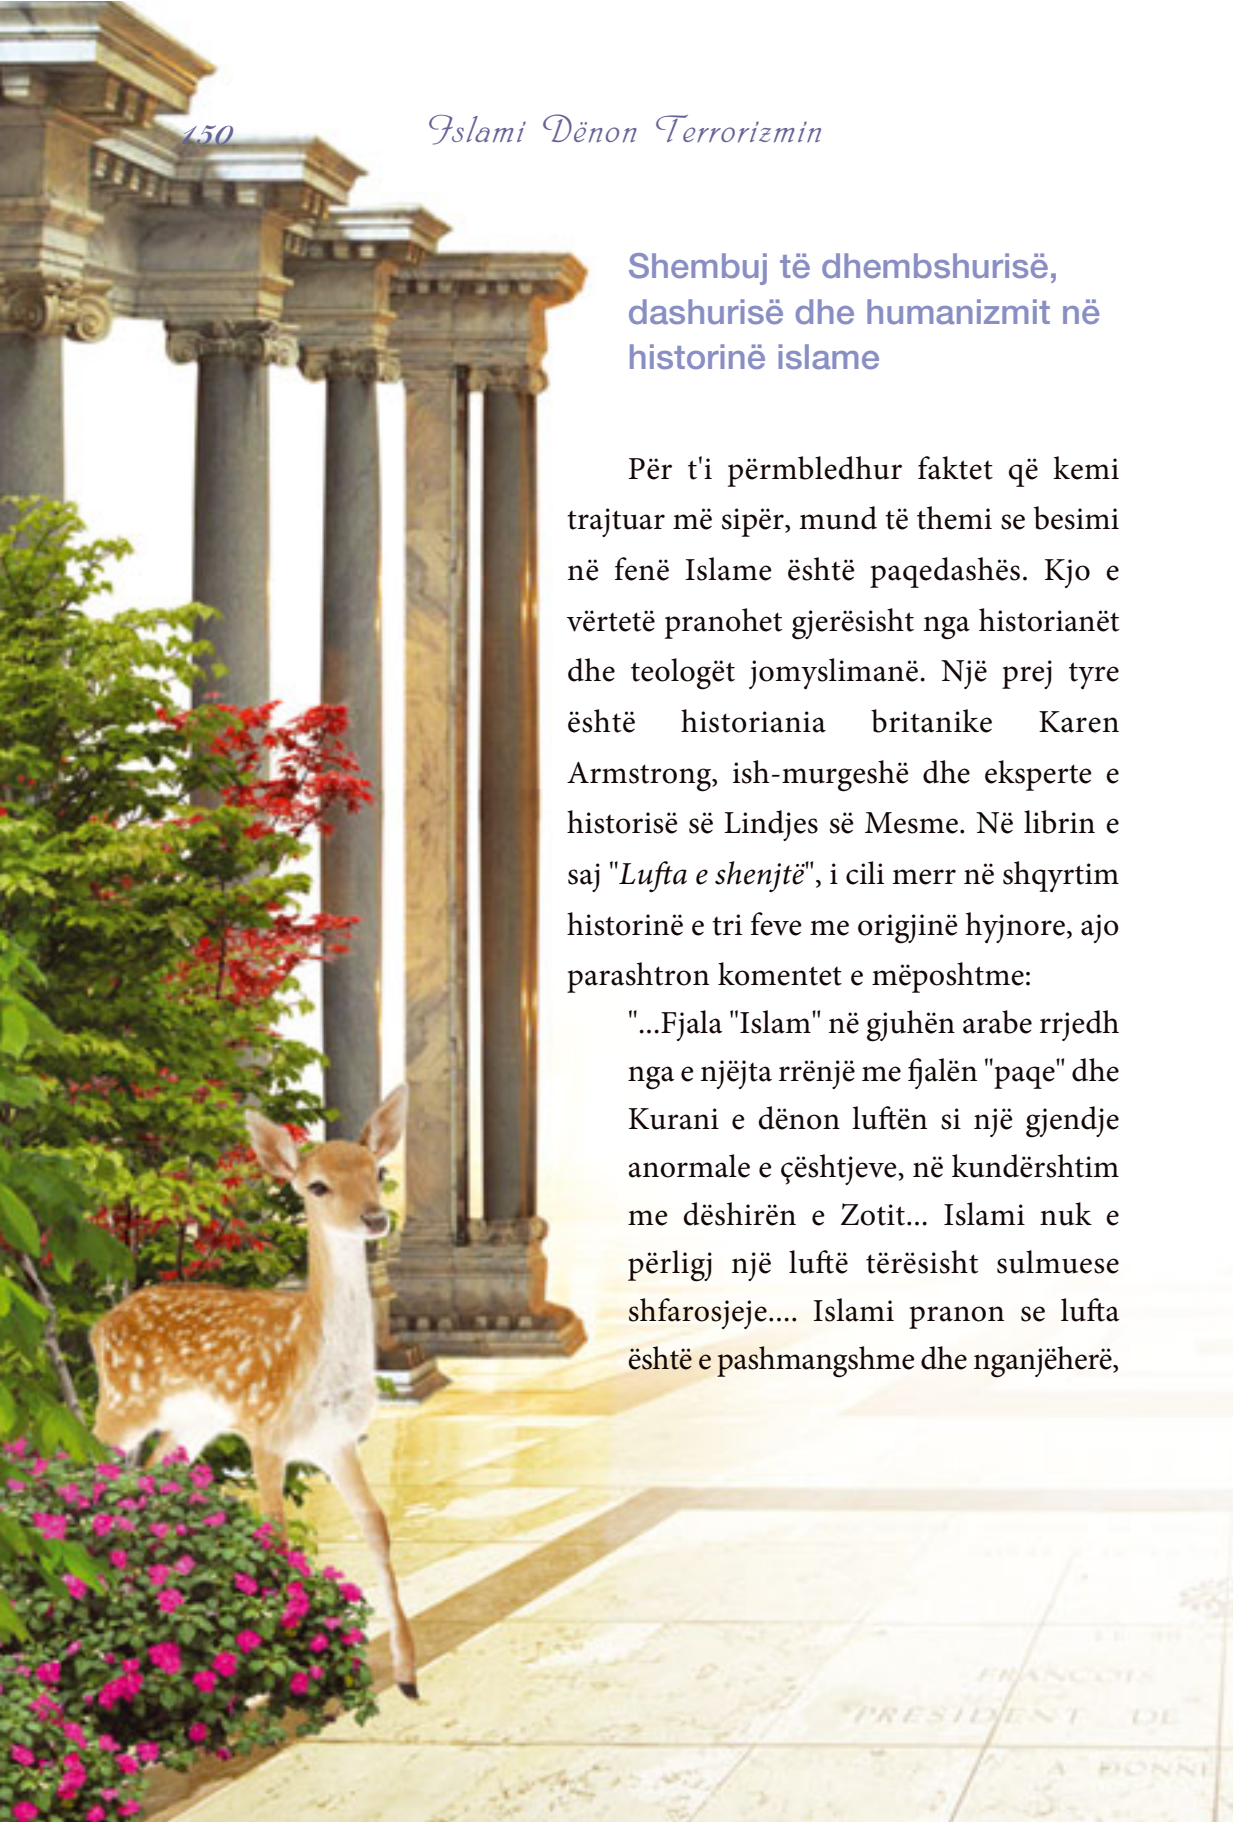 150
Islami Dënon Terrorizmin
Shembuj të dhembshurisë,
dashurisë dhe humanizmit në
historinë islame
Për t'i përmbledhur faktet që kemi
trajtuar më sipër, mund të themi se besimi
në fenë Islame është paqedashës. Kjo e
vërtetë pranohet gjerësisht nga historianët
dhe teologët jomyslimanë. Një prej tyre
është historiania britanike Karen
Armstrong, ish-murgeshë dhe eksperte e
historisë së Lindjes së Mesme. Në librin e
saj "Lufta e shenjtë", i cili merr në shqyrtim
historinë e tri feve me origjinë hyjnore, ajo
parashtron komentet e mëposhtme:
"...Fjala "Islam" në gjuhën arabe rrjedh
nga e njëjta rrënjë me fjalën "paqe" dhe
Kurani e dënon luftën si një gjendje
anormale e çështjeve, në kundërshtim
me dëshirën e Zotit... Islami nuk e
përligj një luftë tërësisht sulmuese
shfarosjeje.... Islami pranon se lufta
është e pashmangshme dhe nganjëherë,
FRANCOIS
PRESIDENT DE
A DONNE